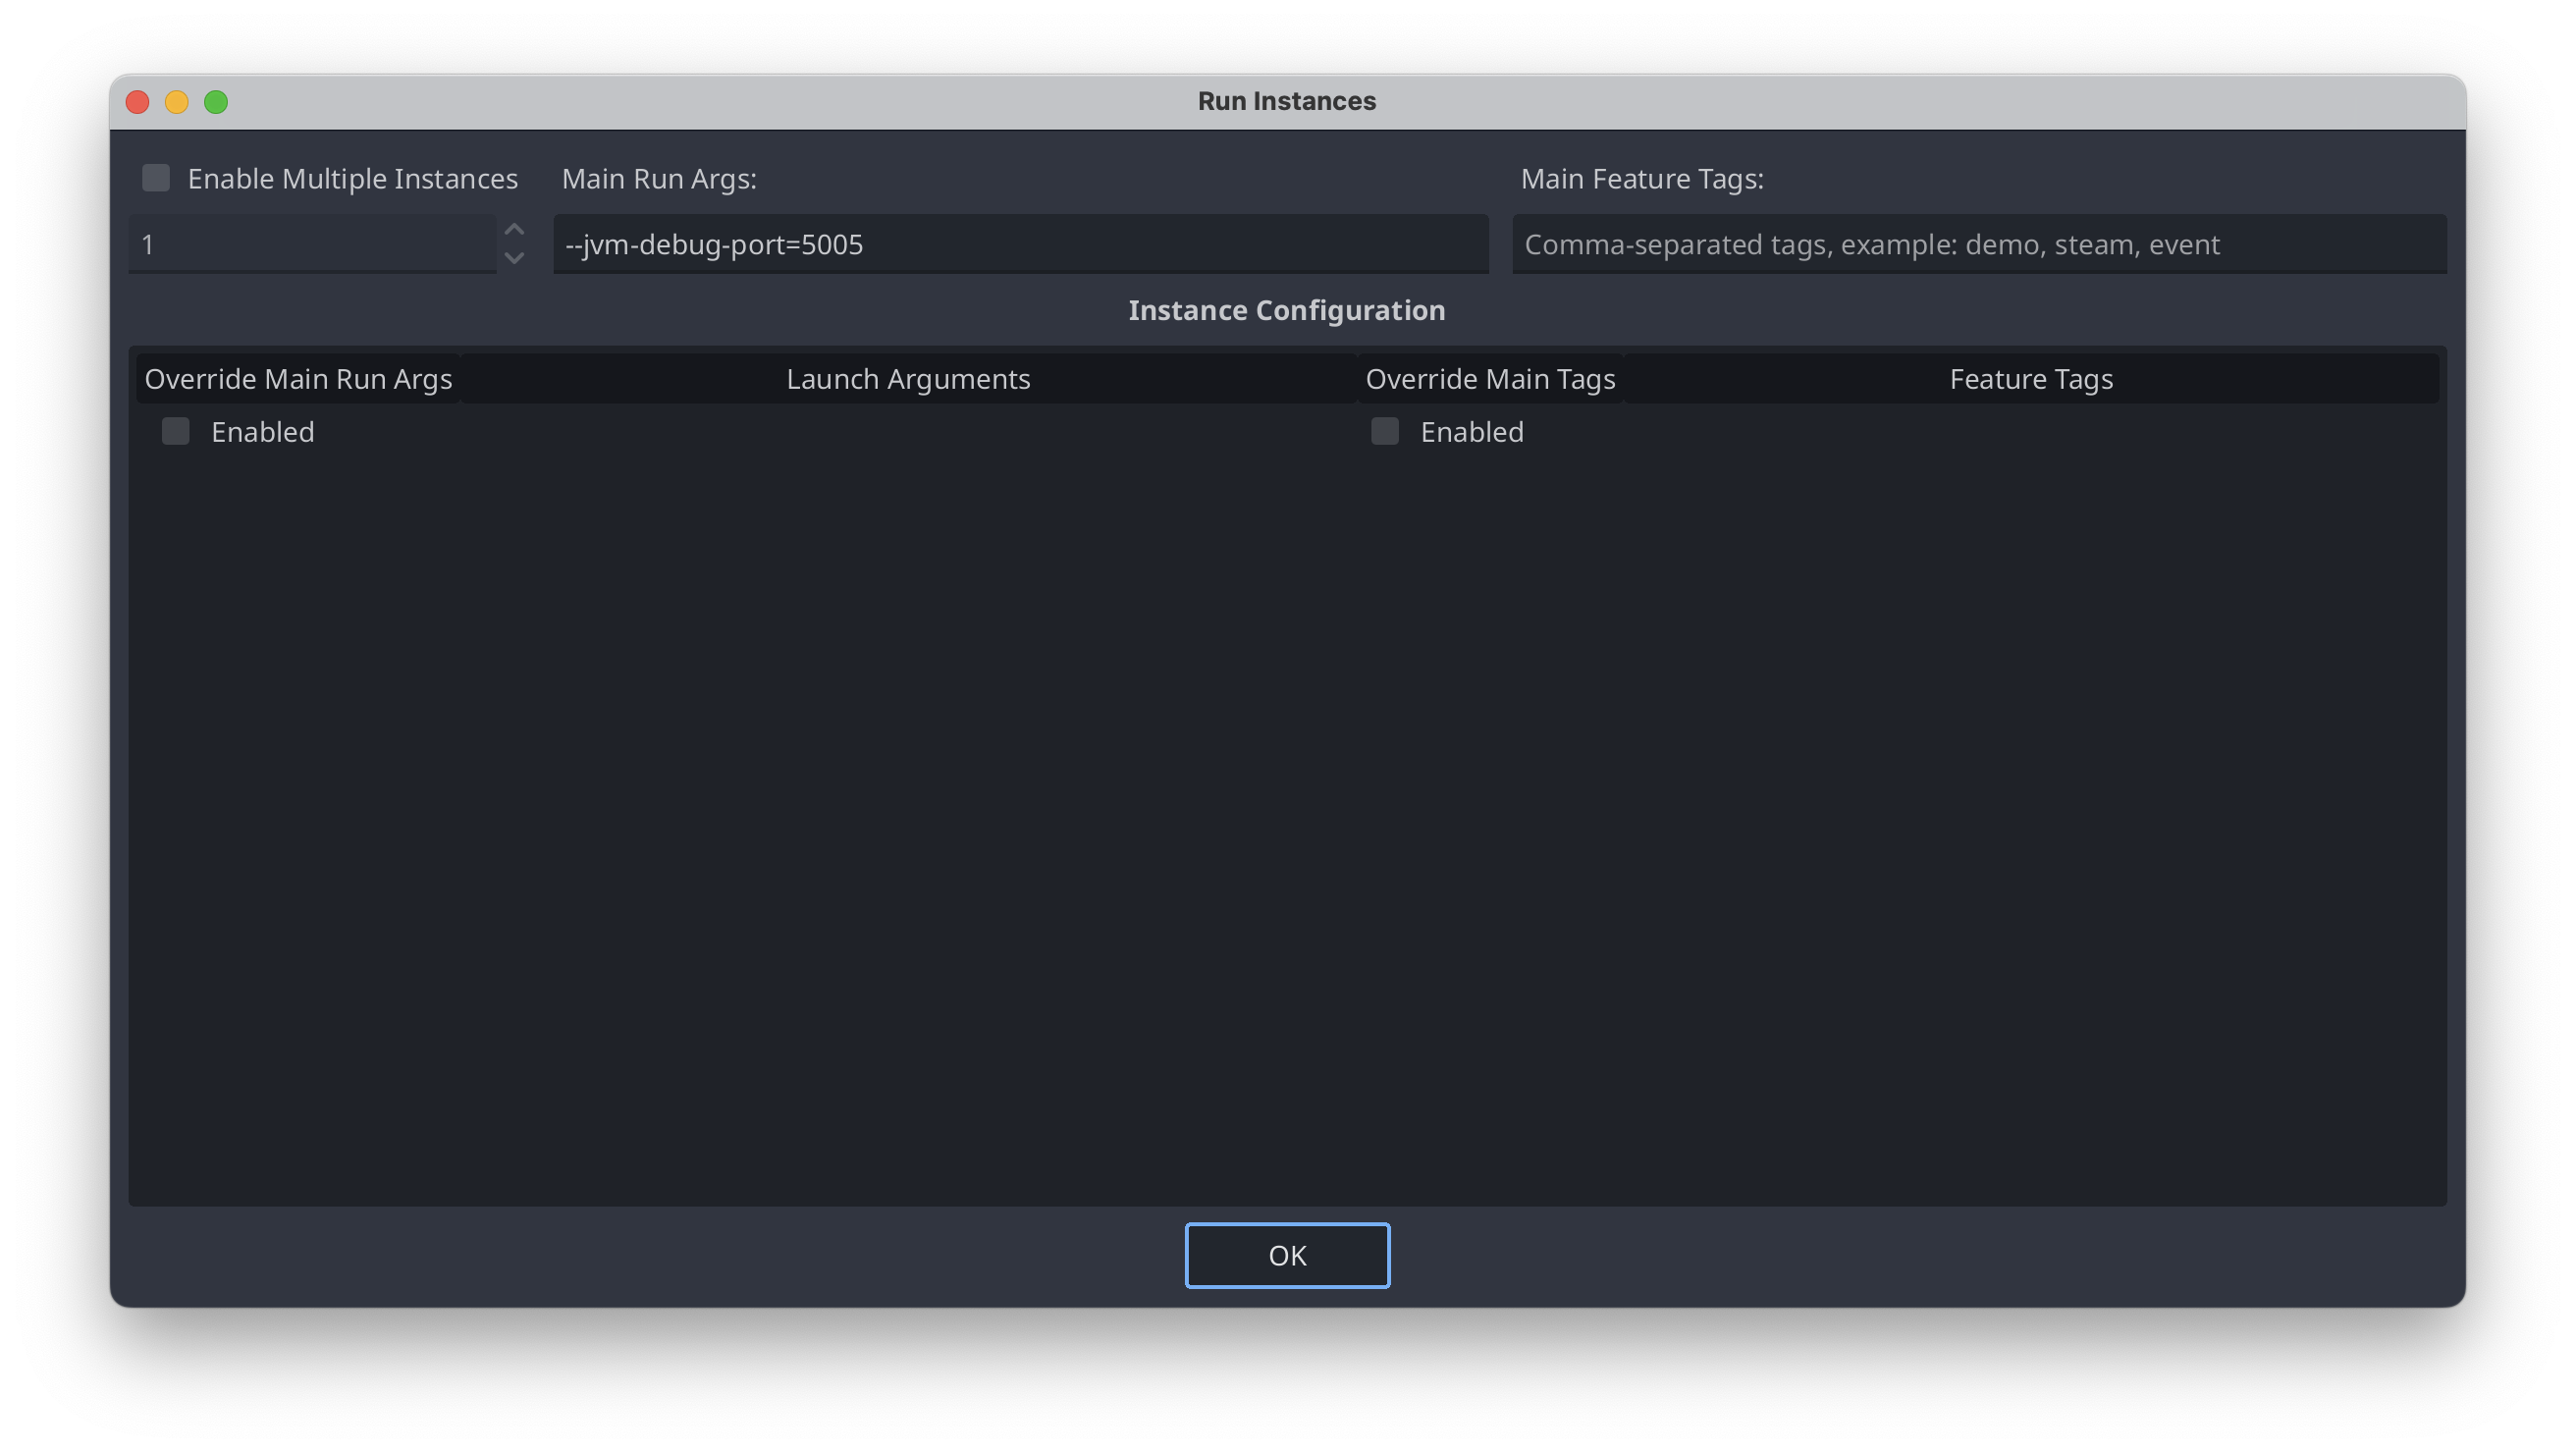 Run Instances
Enable Multiple Instances
Main Run Args:
Main Feature Tags:
1
--jvm-debug-port=5005
Comma-separated tags, example: demo, steam, event
Instance Configuration
Override Main Run Args
Launch Arguments
Override Main Tags
Feature Tags
Enabled
Enabled
OK